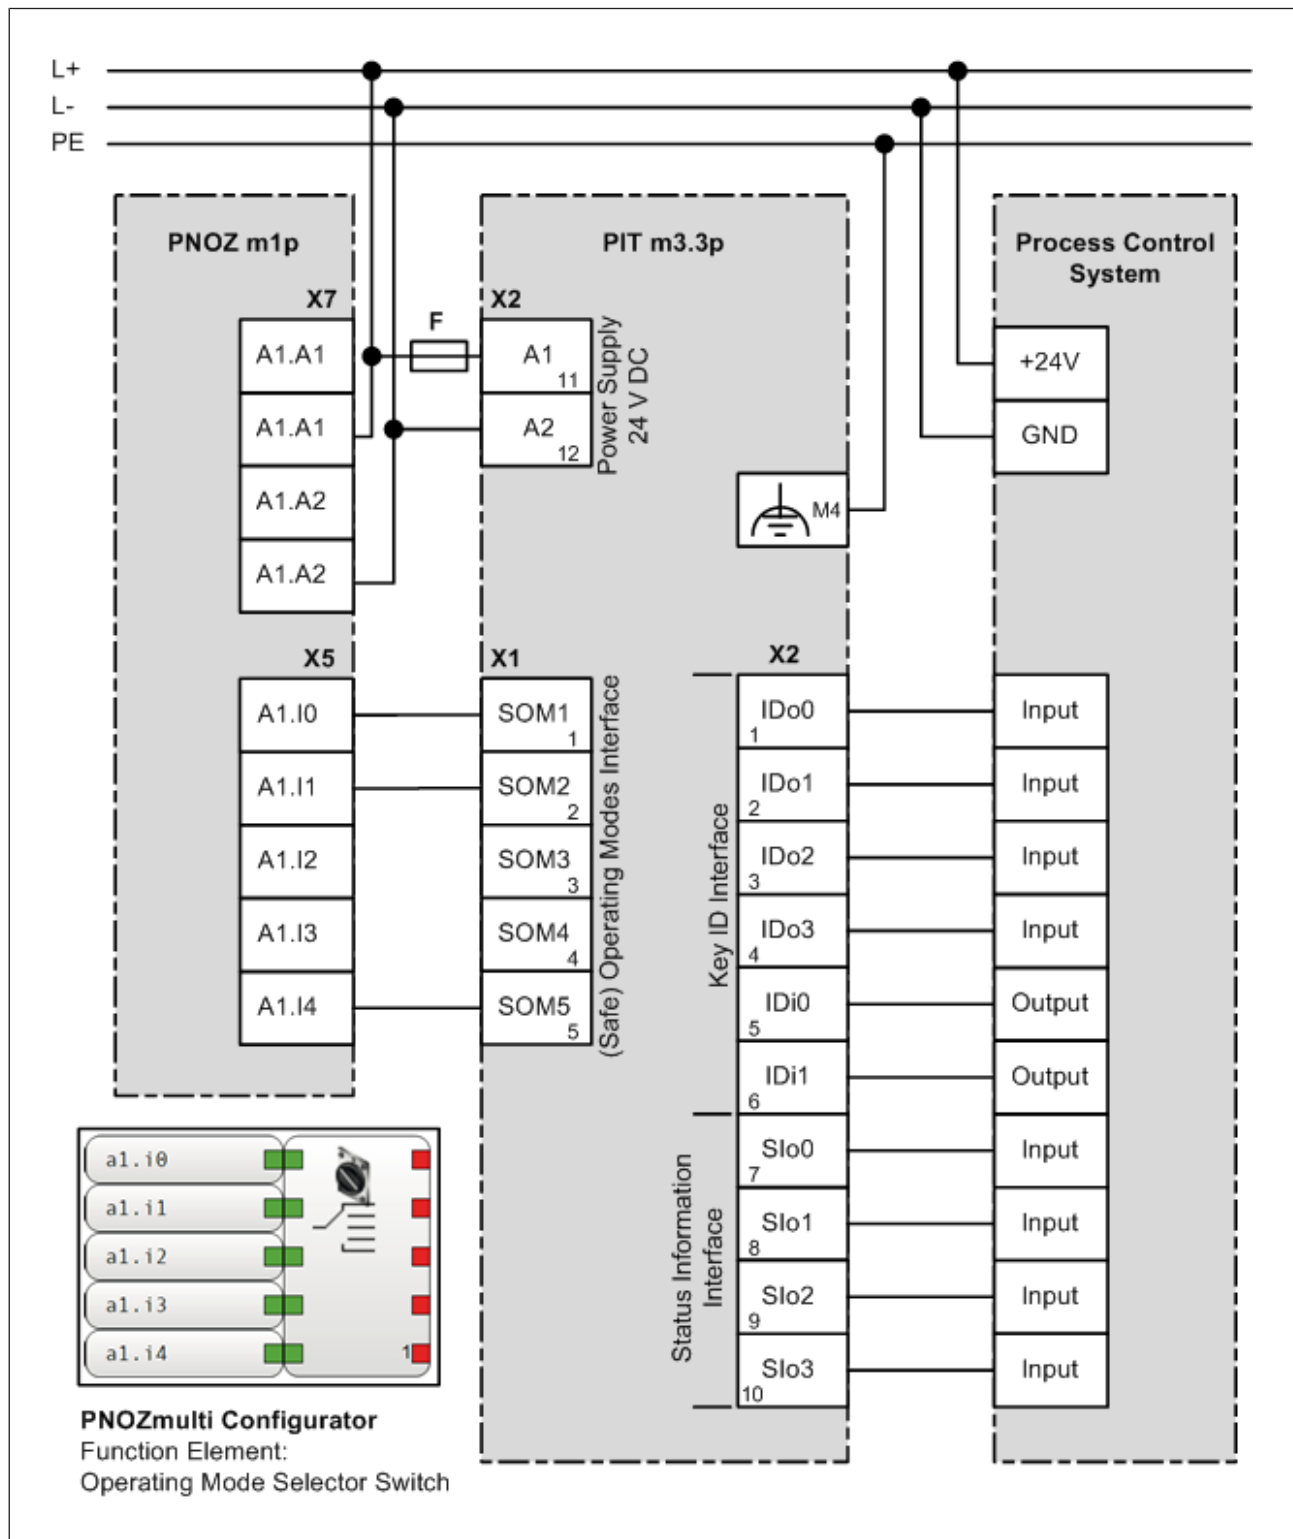 L+
L-
PE
PNOZ m1p
X7
A1.A1
A1.A1
A1.A2
A1.A2
X5
A1.I0
A1.I1
A1.I2
A1.I3
A1.I4
F
PIT m3.3p
X2
A1
11
A2
12
Power Supply
24 V DC
M4
X1
SOM1
1
SOM2
2
SOM3
3
SOM4
4
SOM5
5
(Safe) Operating Modes Interface
X2
Key ID Interface
IDo0
1
IDo1
2
IDo2
3
IDo3
4
IDi0
5
IDi1
6
Status Information
Interface
SIo0
7
SIo1
8
SIo2
9
SIo3
10
Process Control
System
+24V
GND
Input
Input
Input
Input
Output
Output
Input
Input
Input
Input
a1.i0
a1.i1
a1.i2
a1.i3
a1.i4
1
PNOZmulti Configurator
Function Element:
Operating Mode Selector Switch